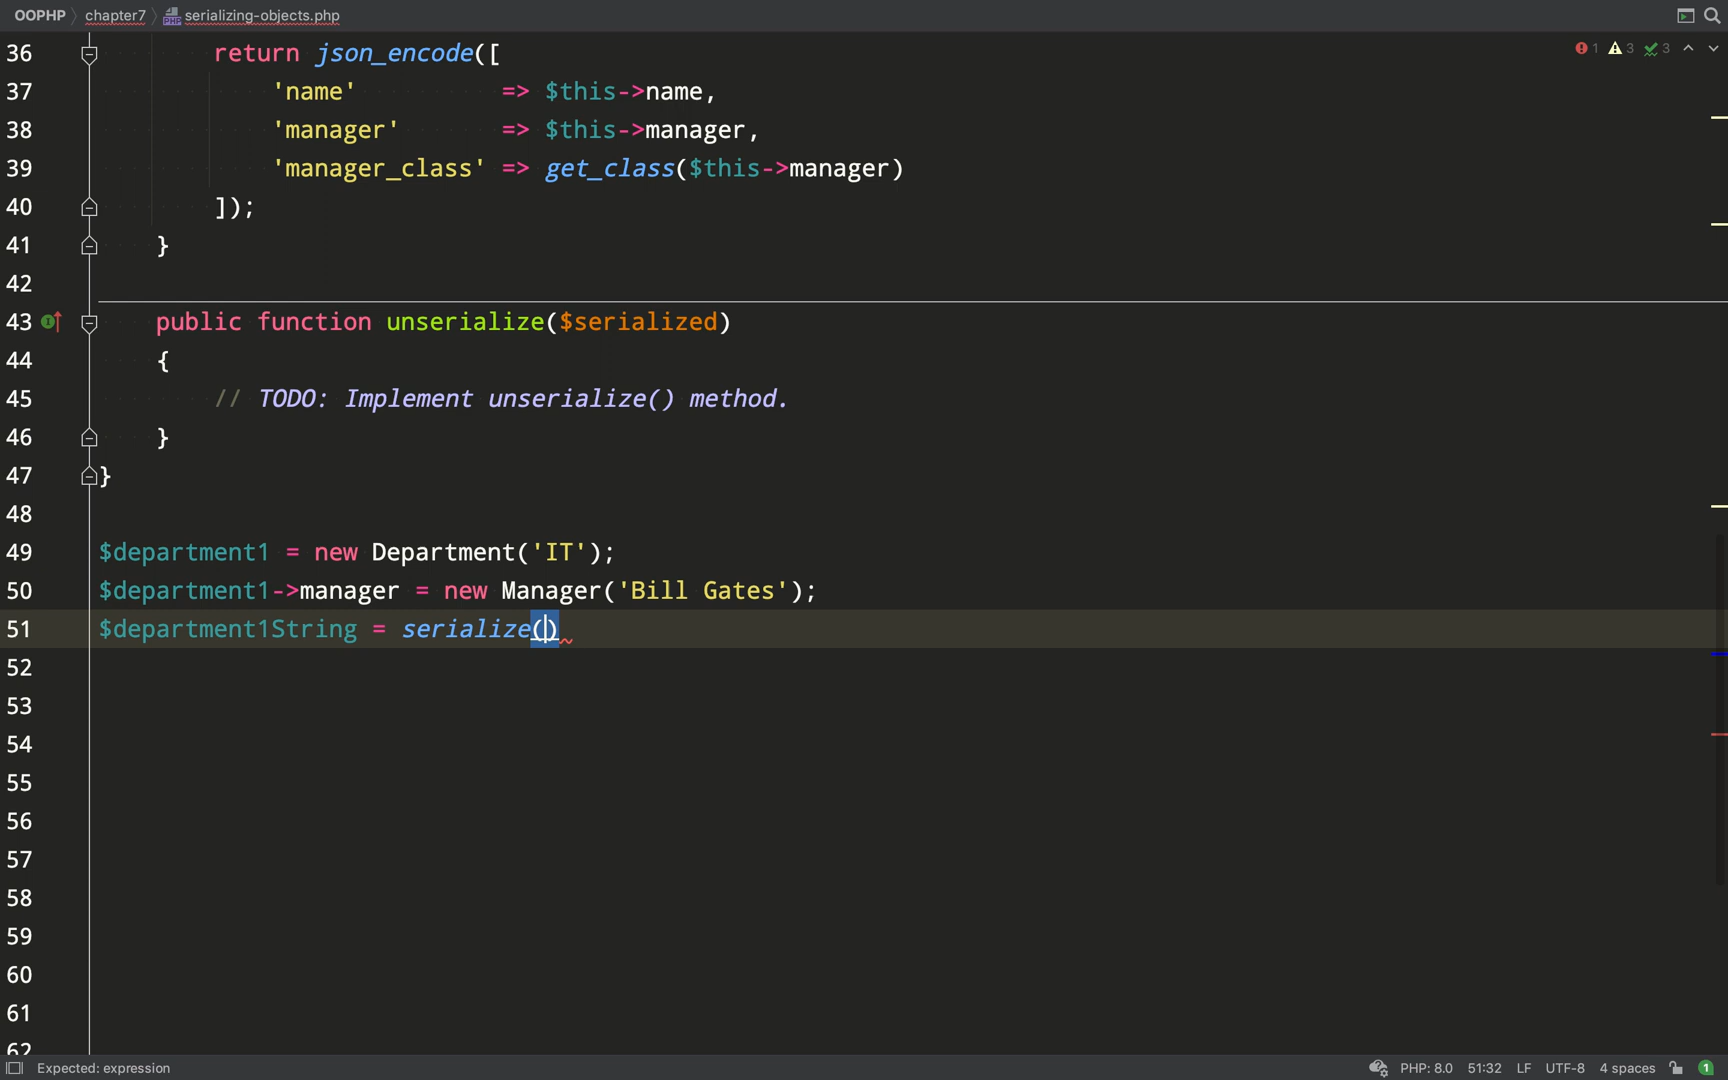 OOPHP chapter7 serializing-objects.php
1 3 3
36 return json_encode([
37 'name' => $this->name,
38 'manager' => $this->manager,
39 'manager_class' => get_class($this->manager)
40 ]);
41 }
42
43 public function unserialize($serialized)
44 {
45 // TODO: Implement unserialize() method.
46 }
47 }
48
49 $department1 = new Department('IT');
50 $department1->manager = new Manager('Bill Gates');
51 $department1String = serialize()
52
53
54
55
56
57
58
59
60
61
62
Expected: expression PHP: 8.0 51:32 LF UTF-8 4 spaces 1